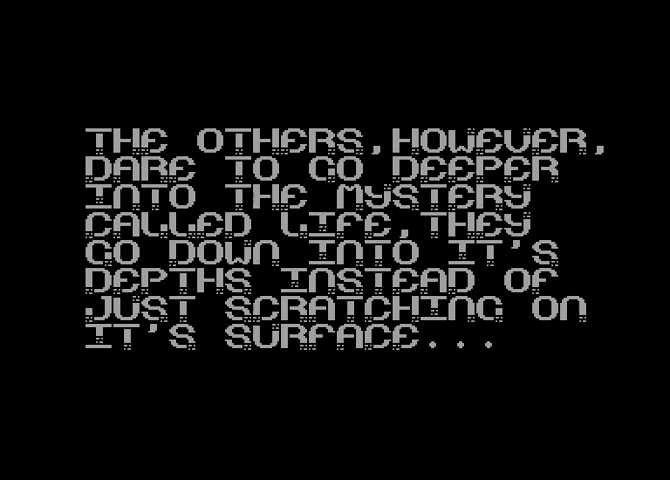 THE OTHERS,HOWEVER,
DARE TO GO DEEPER
INTO THE MYSTERY
CALLED LIFE,THEY
GO DOWN INTO IT'S
DEPTHS INSTEAD OF
JUST SCRATCHING ON
IT'S SURFACE...